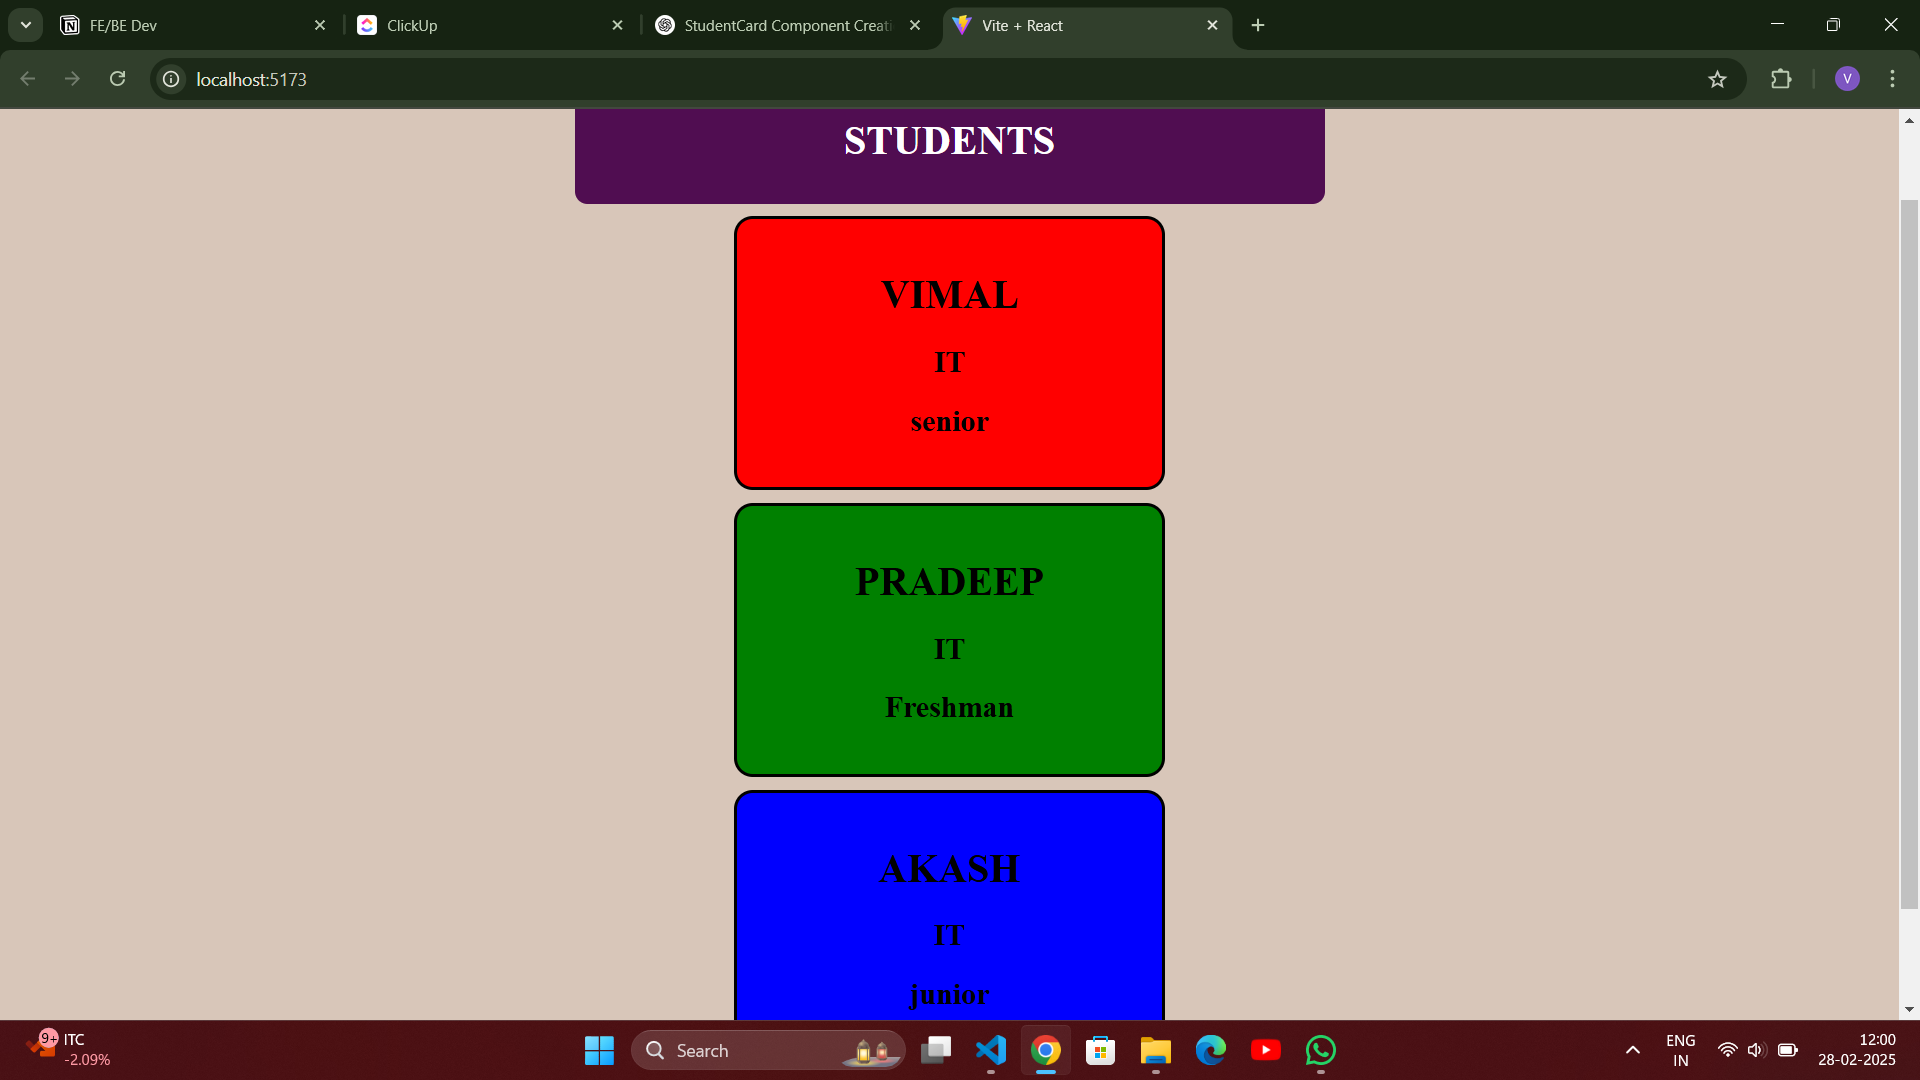 FE/BE Dev
ClickUp
StudentCard Component Creati
Vite + React
localhost:5173
V
STUDENTS
VIMAL
IT
senior
PRADEEP
IT
Freshman
AKASH
IT
junior
9+
ITC
-2.09%
Search
ENG
IN
12:00
28-02-2025